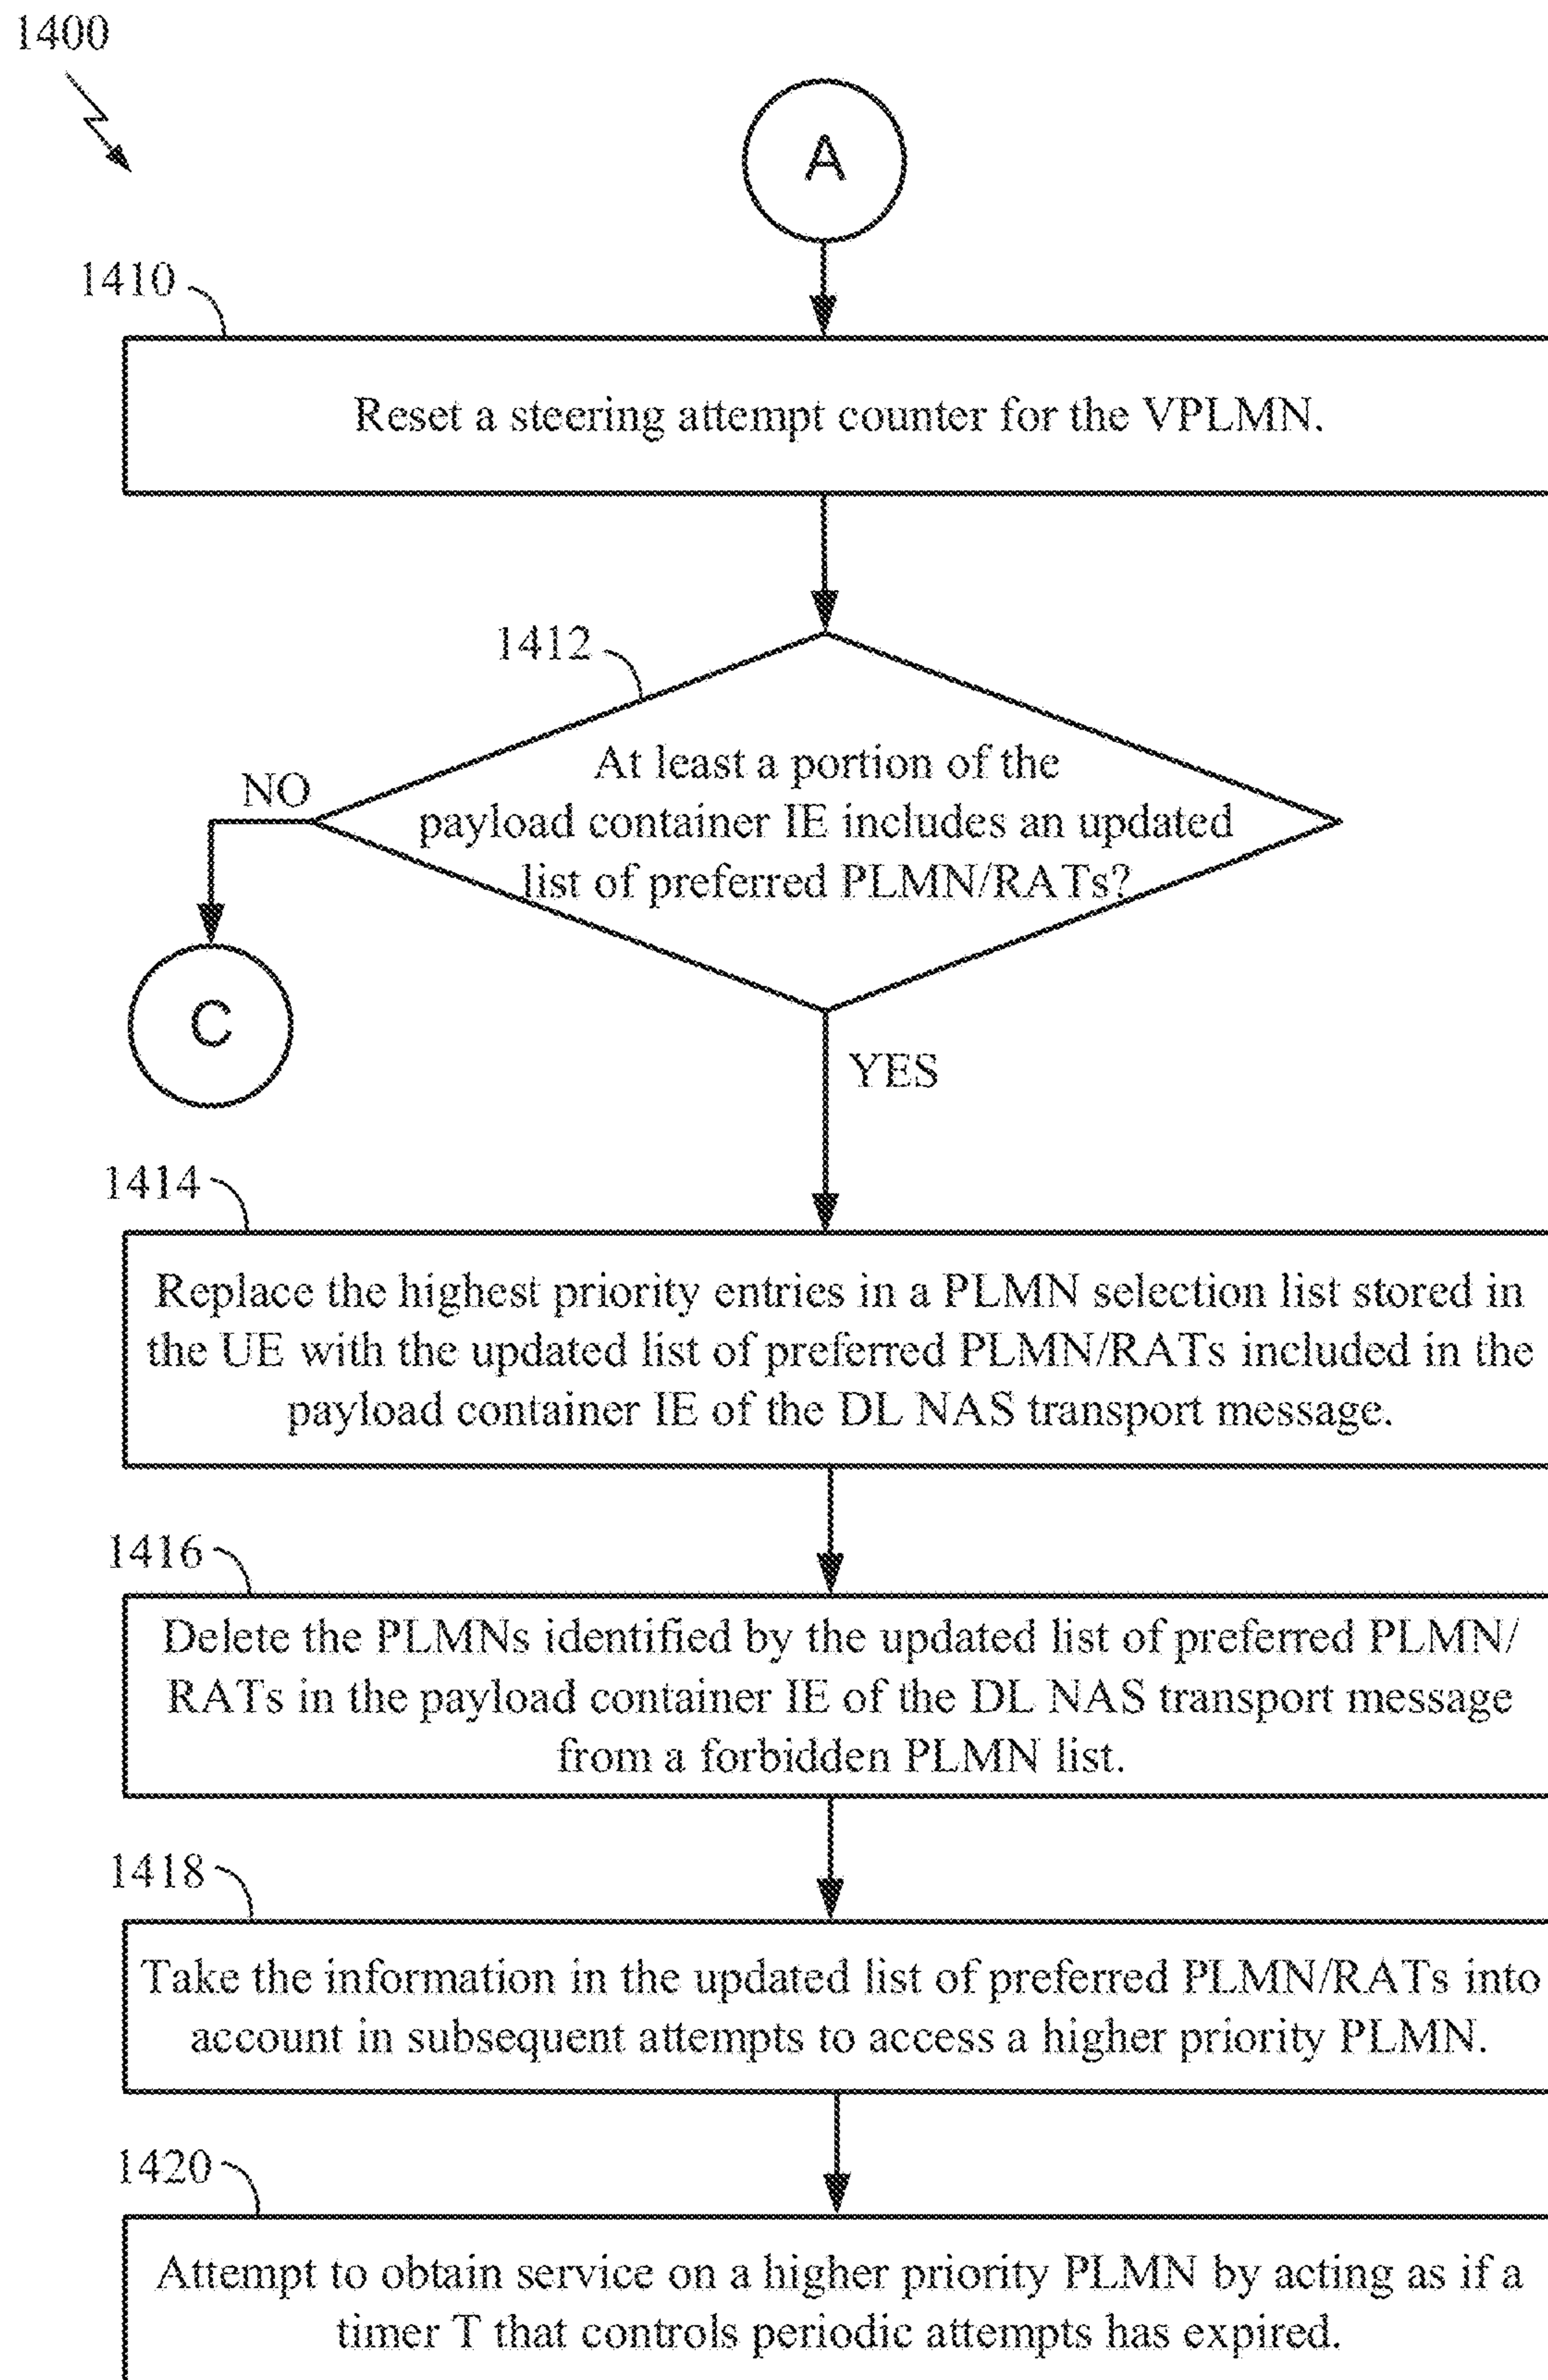 1400
A
1410
Reset a steering attempt counter for the VPLMN.
1412
At least a portion of the
payload container IE includes an updated
list of preferred PLMN/RATs?
NO
C
YES
1414
Replace the highest priority entries in a PLMN selection list stored in
the UE with the updated list of preferred PLMN/RATs included in the
payload container IE of the DL NAS transport message.
1416
Delete the PLMNs identified by the updated list of preferred PLMN/
RATs in the payload container IE of the DL NAS transport message
from a forbidden PLMN list.
1418
Take the information in the updated list of preferred PLMN/RATs into
account in subsequent attempts to access a higher priority PLMN.
1420
Attempt to obtain service on a higher priority PLMN by acting as if a
timer T that controls periodic attempts has expired.